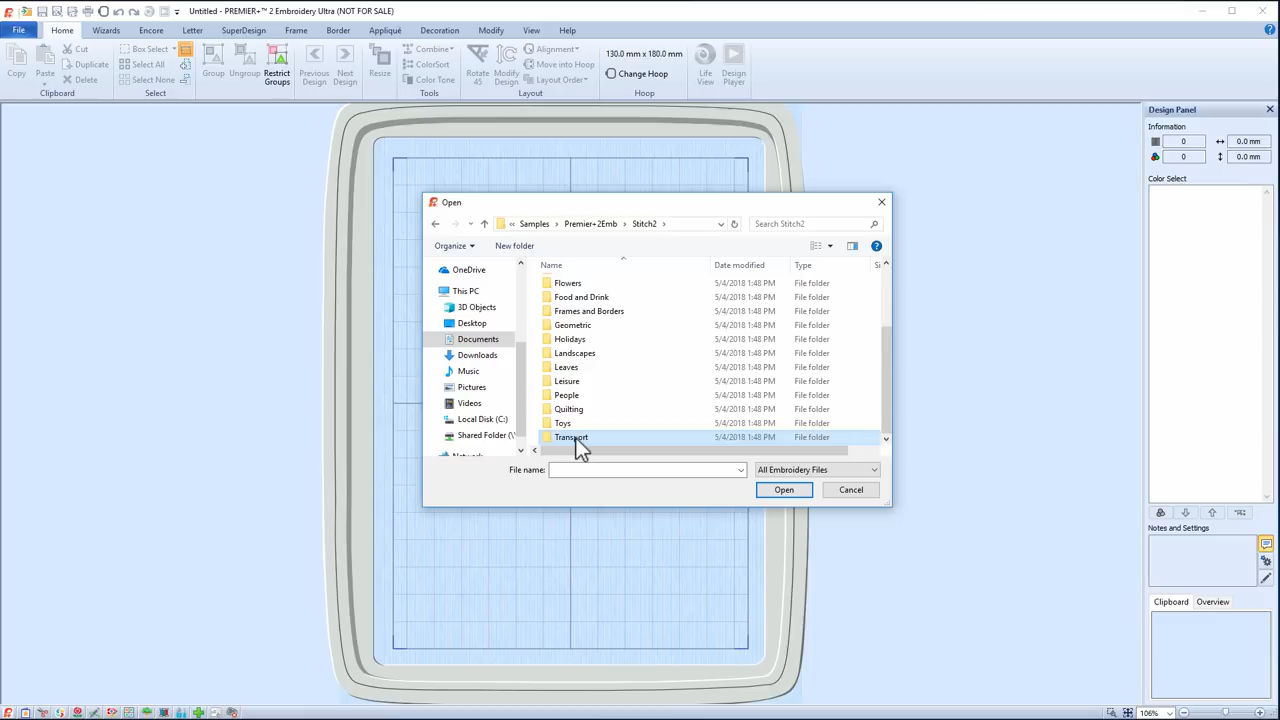 Untitled - PREMIER+™ 2 Embroidery Ultra (NOT FOR SALE)
File Home Wizards Encore Letter SuperDesign Frame Border Appliqué Decoration Modify View Help
Copy Paste Cut Duplicate Delete Clipboard
Box Select Select All Select None Select
Group Ungroup Restrict Groups Previous Design Next Design Resize
Combine ColorSort Color Tone Tools
Rotate 45 Modify Design Alignment Move into Hoop Layout Order Layout
130.0 mm x 180.0 mm Change Hoop Hoop
Life View Design Player
Design Panel
Information
0 0.0 mm
0 0.0 mm
Color Select
Open
« Samples > Premier+2Emb > Stitch2 > Search Stitch2
Organize New folder
Name Date modified Type Si
OneDrive
This PC
3D Objects
Desktop
Documents
Downloads
Music
Pictures
Videos
Local Disk (C:)
Shared Folder (\\
Flowers 5/4/2018 1:48 PM File folder
Food and Drink 5/4/2018 1:48 PM File folder
Frames and Borders 5/4/2018 1:48 PM File folder
Geometric 5/4/2018 1:48 PM File folder
Holidays 5/4/2018 1:48 PM File folder
Landscapes 5/4/2018 1:48 PM File folder
Leaves 5/4/2018 1:48 PM File folder
Leisure 5/4/2018 1:48 PM File folder
People 5/4/2018 1:48 PM File folder
Quilting 5/4/2018 1:48 PM File folder
Toys 5/4/2018 1:48 PM File folder
Transport 5/4/2018 1:48 PM File folder
File name: All Embroidery Files
Open Cancel
Notes and Settings
Clipboard Overview
106%